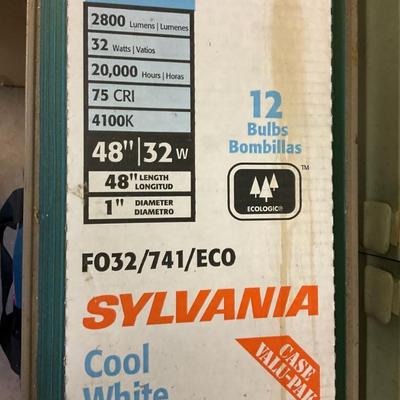 2800 Lumens | Lumenes
32 Watts | Vatios
20,000 Hours | Horas
75 CRI
4100K
48" | 32 W
48" LENGTH LONGITUD
1" DIAMETER DIAMETRO
12
Bulbs
Bombillas
TM
ECOLOGIC®
FO32/741/ECO
SYLVANIA
Cool
White
CASE
VALU-PAK